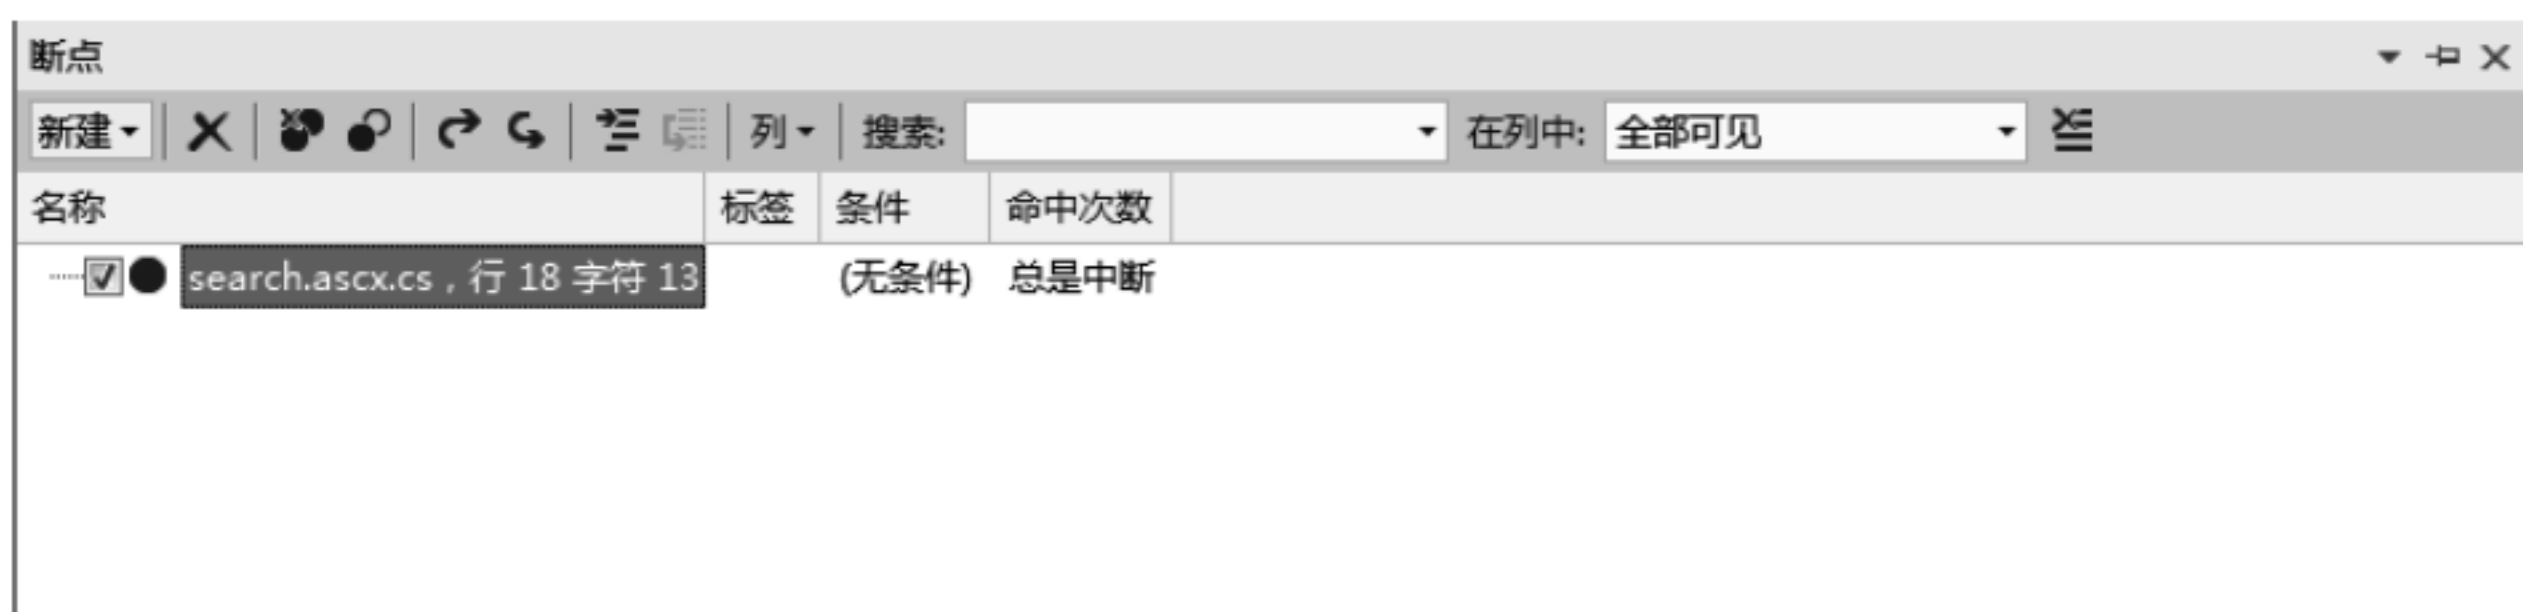 断点
新建 列 搜索: 在列中: 全部可见
名称 标签 条件 命中次数
search.ascx.cs，行 18 字符 13 (无条件) 总是中断